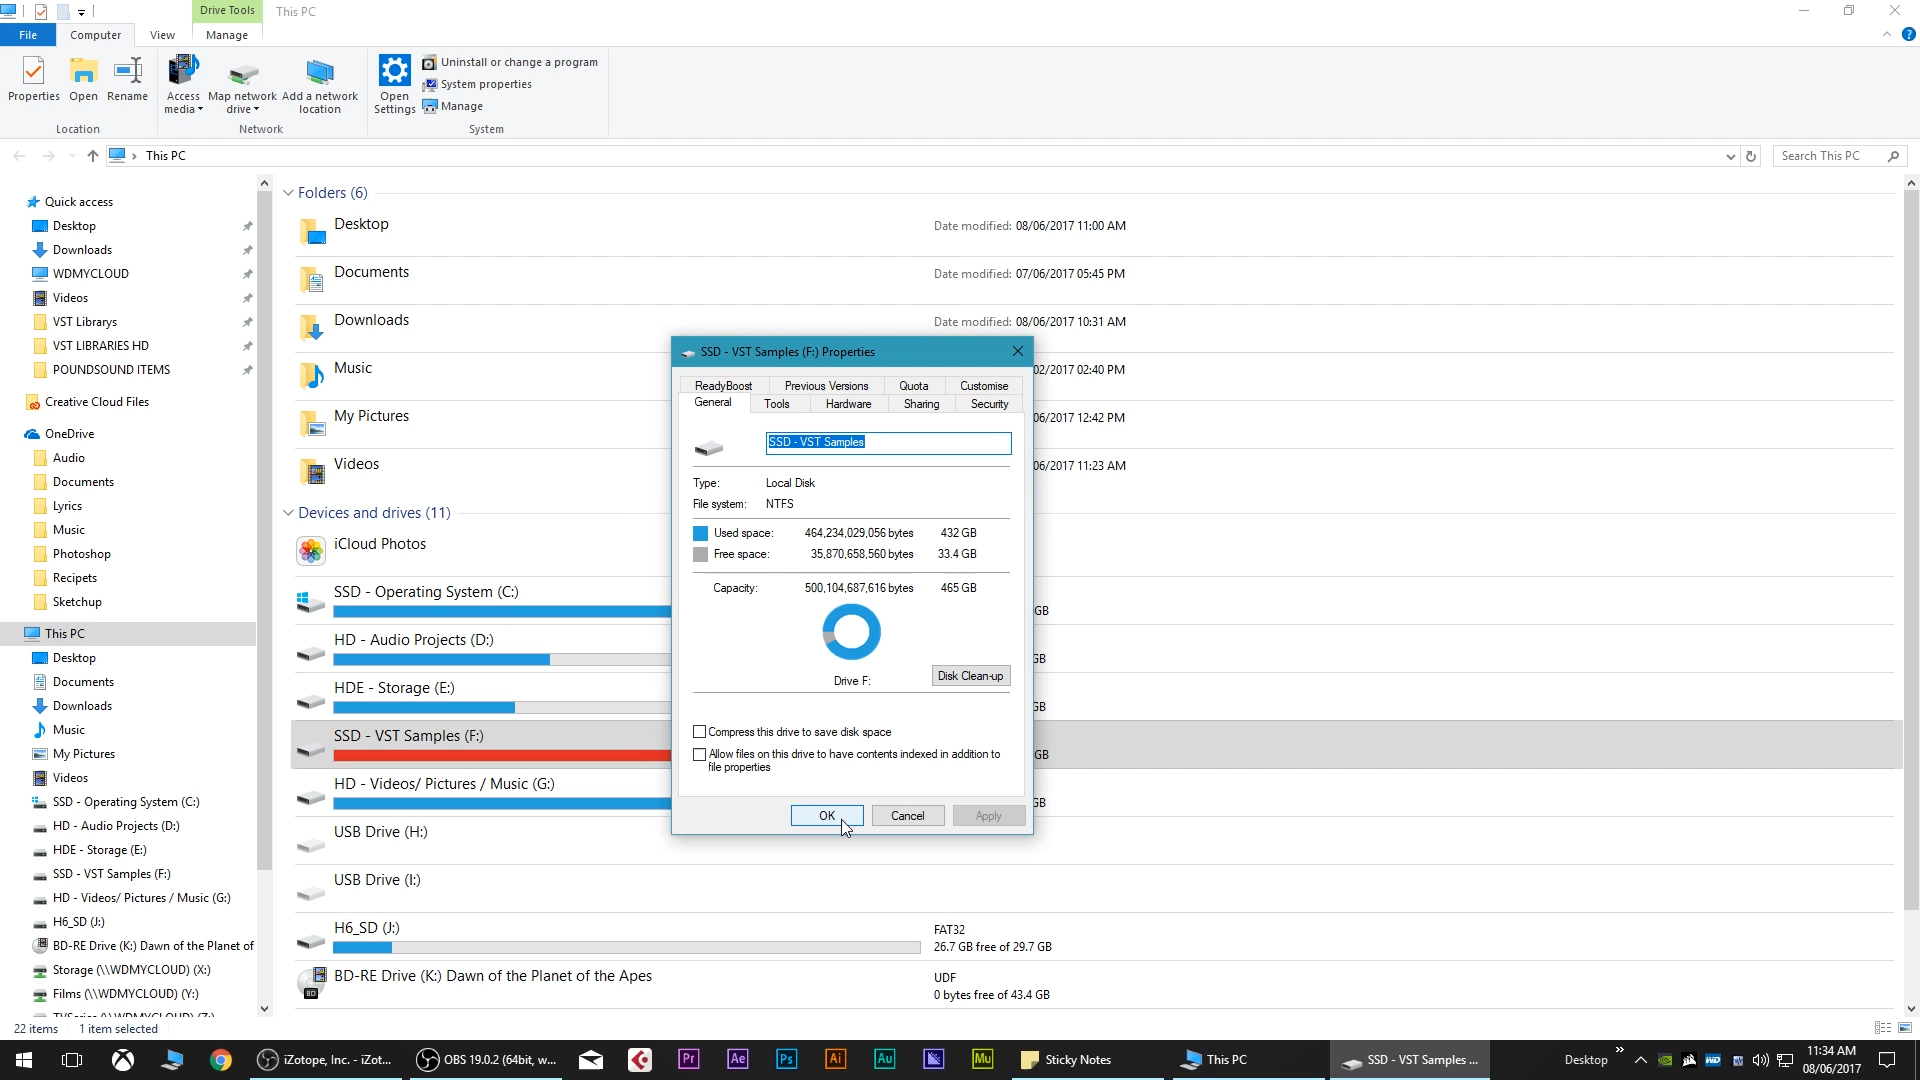 Drive Tools
This PC
File
Computer
View
Manage
Properties
Open
Rename
Access media
Map network drive
Add a network location
Open Settings
Uninstall or change a program
System properties
Manage
Location
Network
System
This PC
Search This PC
Quick access
Desktop
Downloads
WDMYCLOUD
Videos
VST Librarys
VST LIBRARIES HD
POUNDSOUND ITEMS
Creative Cloud Files
OneDrive
Audio
Documents
Lyrics
Music
Photoshop
Recipets
Sketchup
This PC
Desktop
Documents
Downloads
Music
My Pictures
Videos
SSD - Operating System (C:)
HD - Audio Projects (D:)
HDE - Storage (E:)
SSD - VST Samples (F:)
HD - Videos/ Pictures / Music (G:)
H6_SD (J:)
BD-RE Drive (K:) Dawn of the Planet of
Storage (\\WDMYCLOUD) (X:)
Films (\\WDMYCLOUD) (Y:)
Folders (6)
Desktop
Date modified: 08/06/2017 11:00 AM
Documents
Date modified: 07/06/2017 05:45 PM
Downloads
Date modified: 08/06/2017 10:31 AM
Music
02/2017 02:40 PM
My Pictures
06/2017 12:42 PM
Videos
06/2017 11:23 AM
Devices and drives (11)
iCloud Photos
SSD - Operating System (C:)
GB
HD - Audio Projects (D:)
GB
HDE - Storage (E:)
GB
SSD - VST Samples (F:)
GB
HD - Videos/ Pictures / Music (G:)
GB
USB Drive (H:)
USB Drive (I:)
H6_SD (J:)
FAT32
26.7 GB free of 29.7 GB
BD-RE Drive (K:) Dawn of the Planet of the Apes
UDF
0 bytes free of 43.4 GB
SSD - VST Samples (F:) Properties
ReadyBoost
Previous Versions
Quota
Customise
General
Tools
Hardware
Sharing
Security
SSD - VST Samples
Type: Local Disk
File system: NTFS
Used space: 464,234,029,056 bytes 432 GB
Free space: 35,870,658,560 bytes 33.4 GB
Capacity: 500,104,687,616 bytes 465 GB
Drive F:
Disk Clean-up
Compress this drive to save disk space
Allow files on this drive to have contents indexed in addition to
file properties
OK
Cancel
Apply
22 items
1 item selected
iZotope, Inc. - iZot...
OBS 19.0.2 (64bit, w...
Pr
Ae
Ps
Ai
Au
Mu
Sticky Notes
This PC
SSD - VST Samples ...
Desktop
11:34 AM
08/06/2017